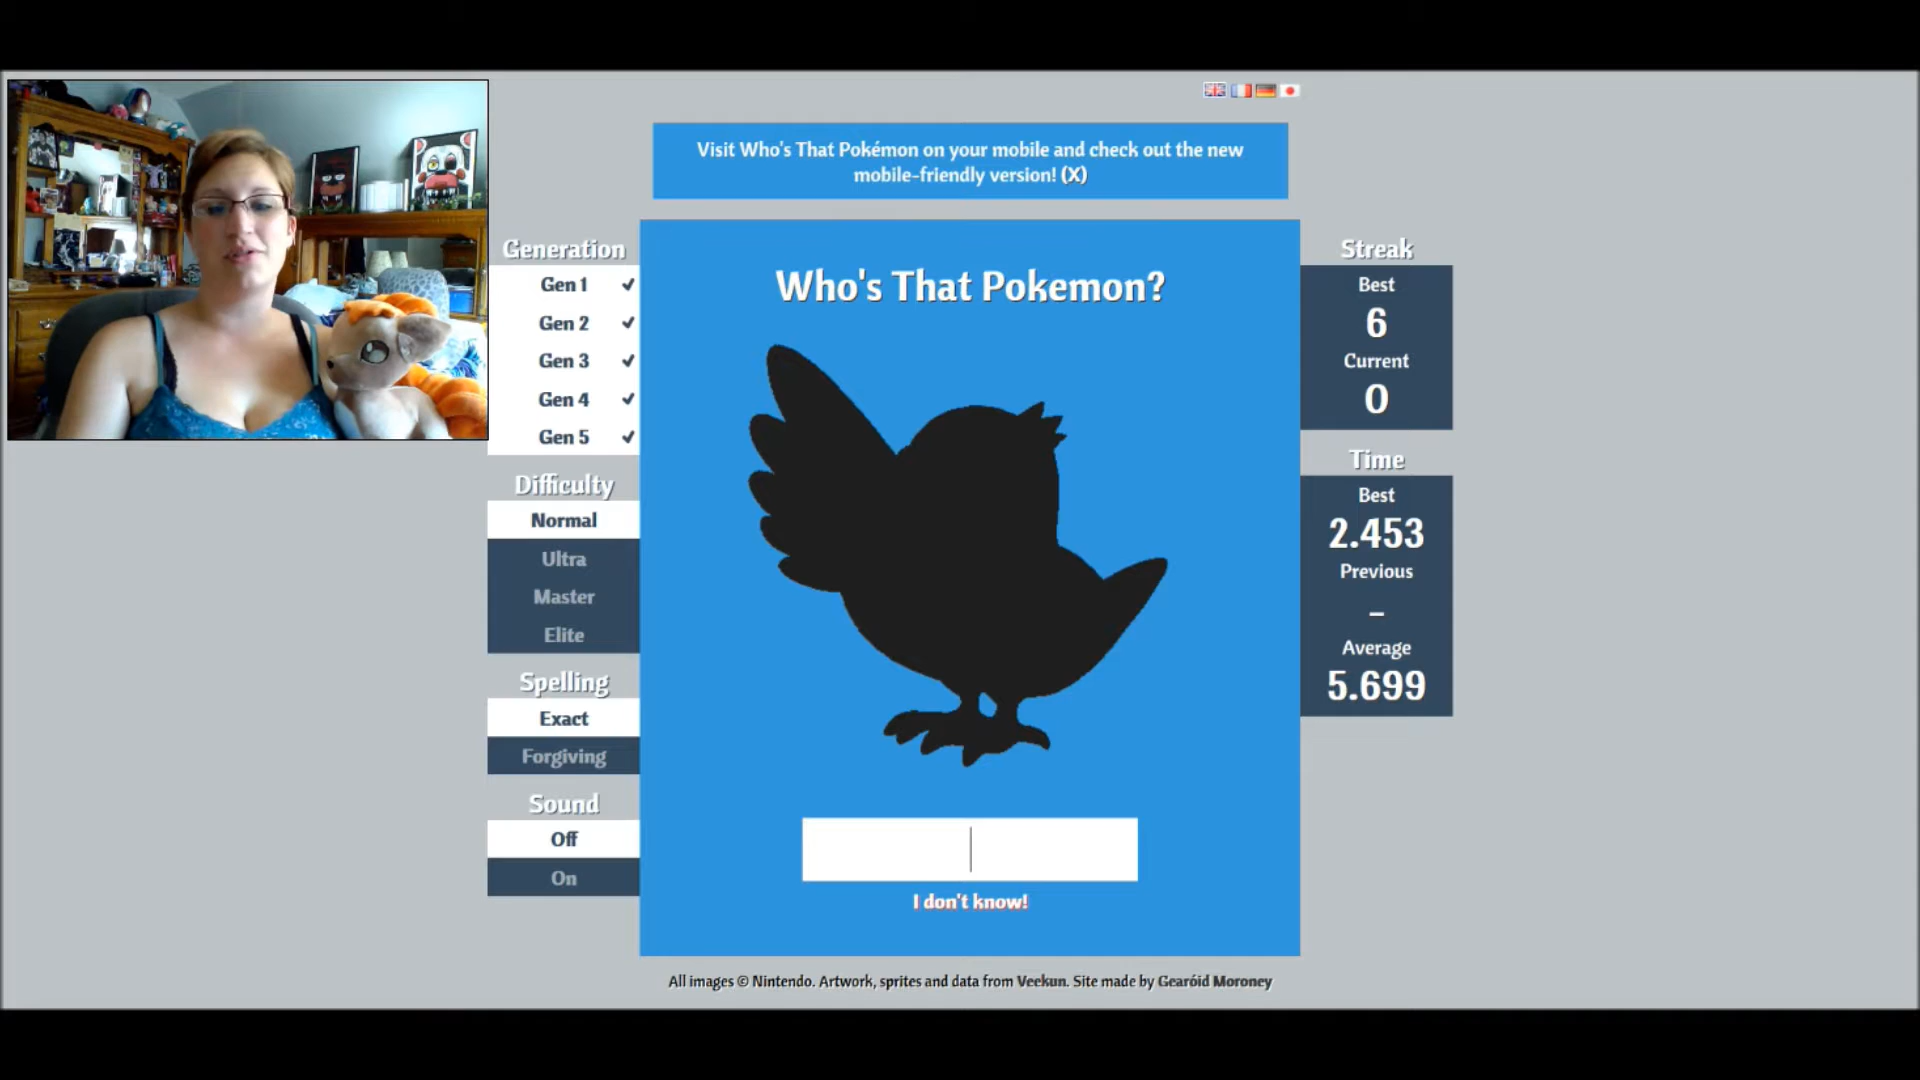 Visit Who's That Pokémon on your mobile and check out the new
mobile-friendly version! (X)
Generation
Gen 1 ✔
Gen 2 ✔
Gen 3 ✔
Gen 4 ✔
Gen 5 ✔
Difficulty
Normal
Ultra
Master
Elite
Spelling
Exact
Forgiving
Sound
Off
On
Who's That Pokemon?
I don't know!
Streak
Best
6
Current
0
Time
Best
2.453
Previous
–
Average
5.699
All images © Nintendo. Artwork, sprites and data from Veekun. Site made by Gearóid Moroney